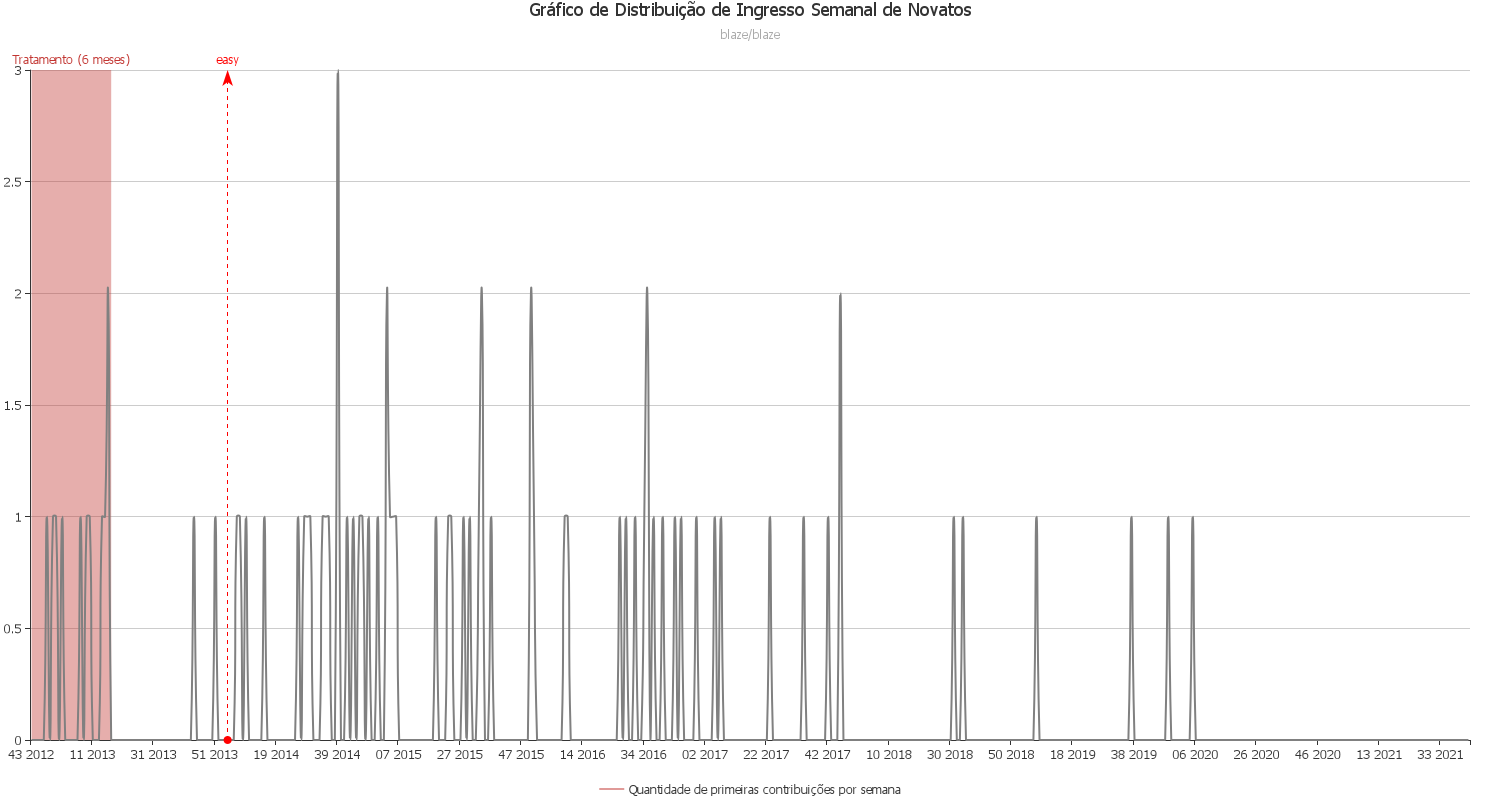 Gráfico de Distribuição de Ingresso Semanal de Novatos
blaze/blaze
Tratamento (6 meses)
easy
3
2.5
2
1.5
1
0.5
0
43 2012 11 2013 31 2013 51 2013 19 2014 39 2014 07 2015 27 2015 47 2015 14 2016 34 2016 02 2017 22 2017 42 2017 10 2018 30 2018 50 2018 18 2019 38 2019 06 2020 26 2020 46 2020 13 2021 33 2021
Quantidade de primeiras contribuições por semana